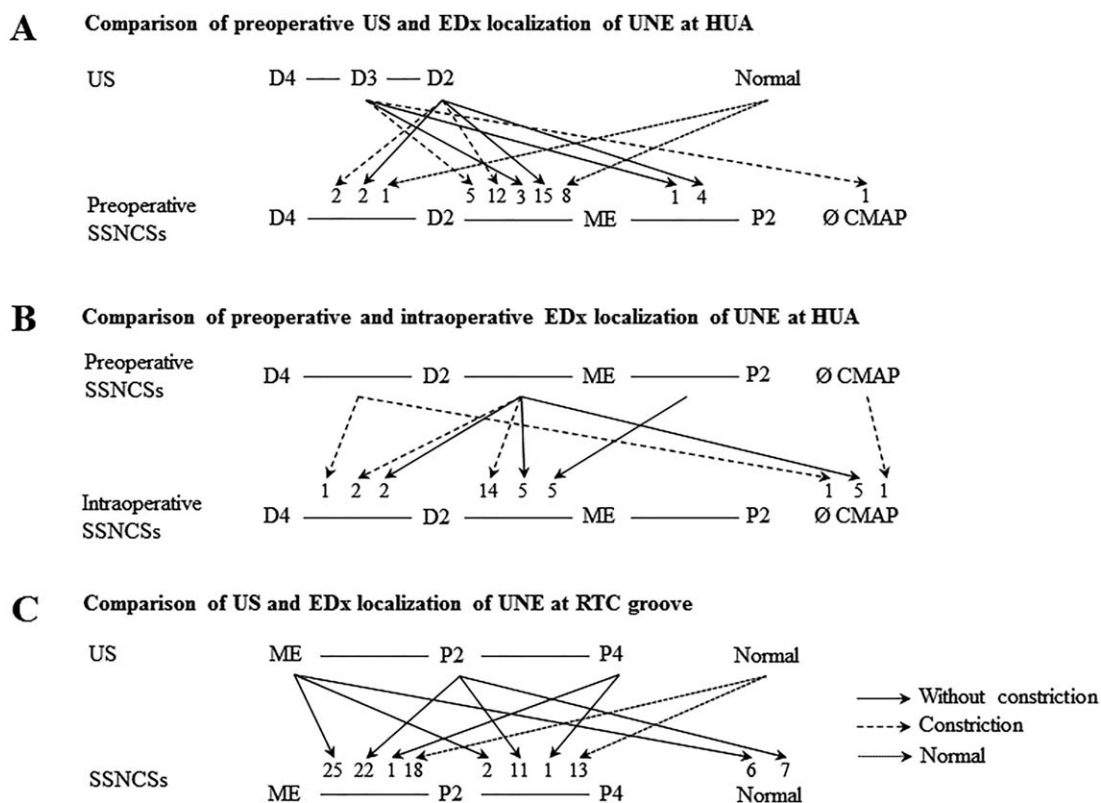 A Comparison of preoperative US and EDx localization of UNE at HUA
US D4 D3 D2 Normal
2 2 1 5 12 3 15 8 1 4 1
Preoperative
SSNCSs
D4 D2 ME P2 Ø CMAP
B Comparison of preoperative and intraoperative EDx localization of UNE at HUA
Preoperative
SSNCSs
D4 D2 ME P2 Ø CMAP
1 2 2 14 5 5 1 5 1
Intraoperative
SSNCSs
D4 D2 ME P2 Ø CMAP
C Comparison of US and EDx localization of UNE at RTC groove
US ME P2 P4 Normal
Without constriction
Constriction
Normal
25 22 1 18 2 11 1 13 6 7
SSNCSs ME P2 P4 Normal